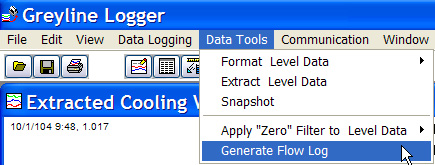 Greyline Logger
File Edit View Data Logging Data Tools Communication Window
Format Level Data
Extract Level Data
Snapshot
Extracted Cooling
10/1/104 9:48, 1.017
Apply "Zero" Filter to Level Data
Generate Flow Log